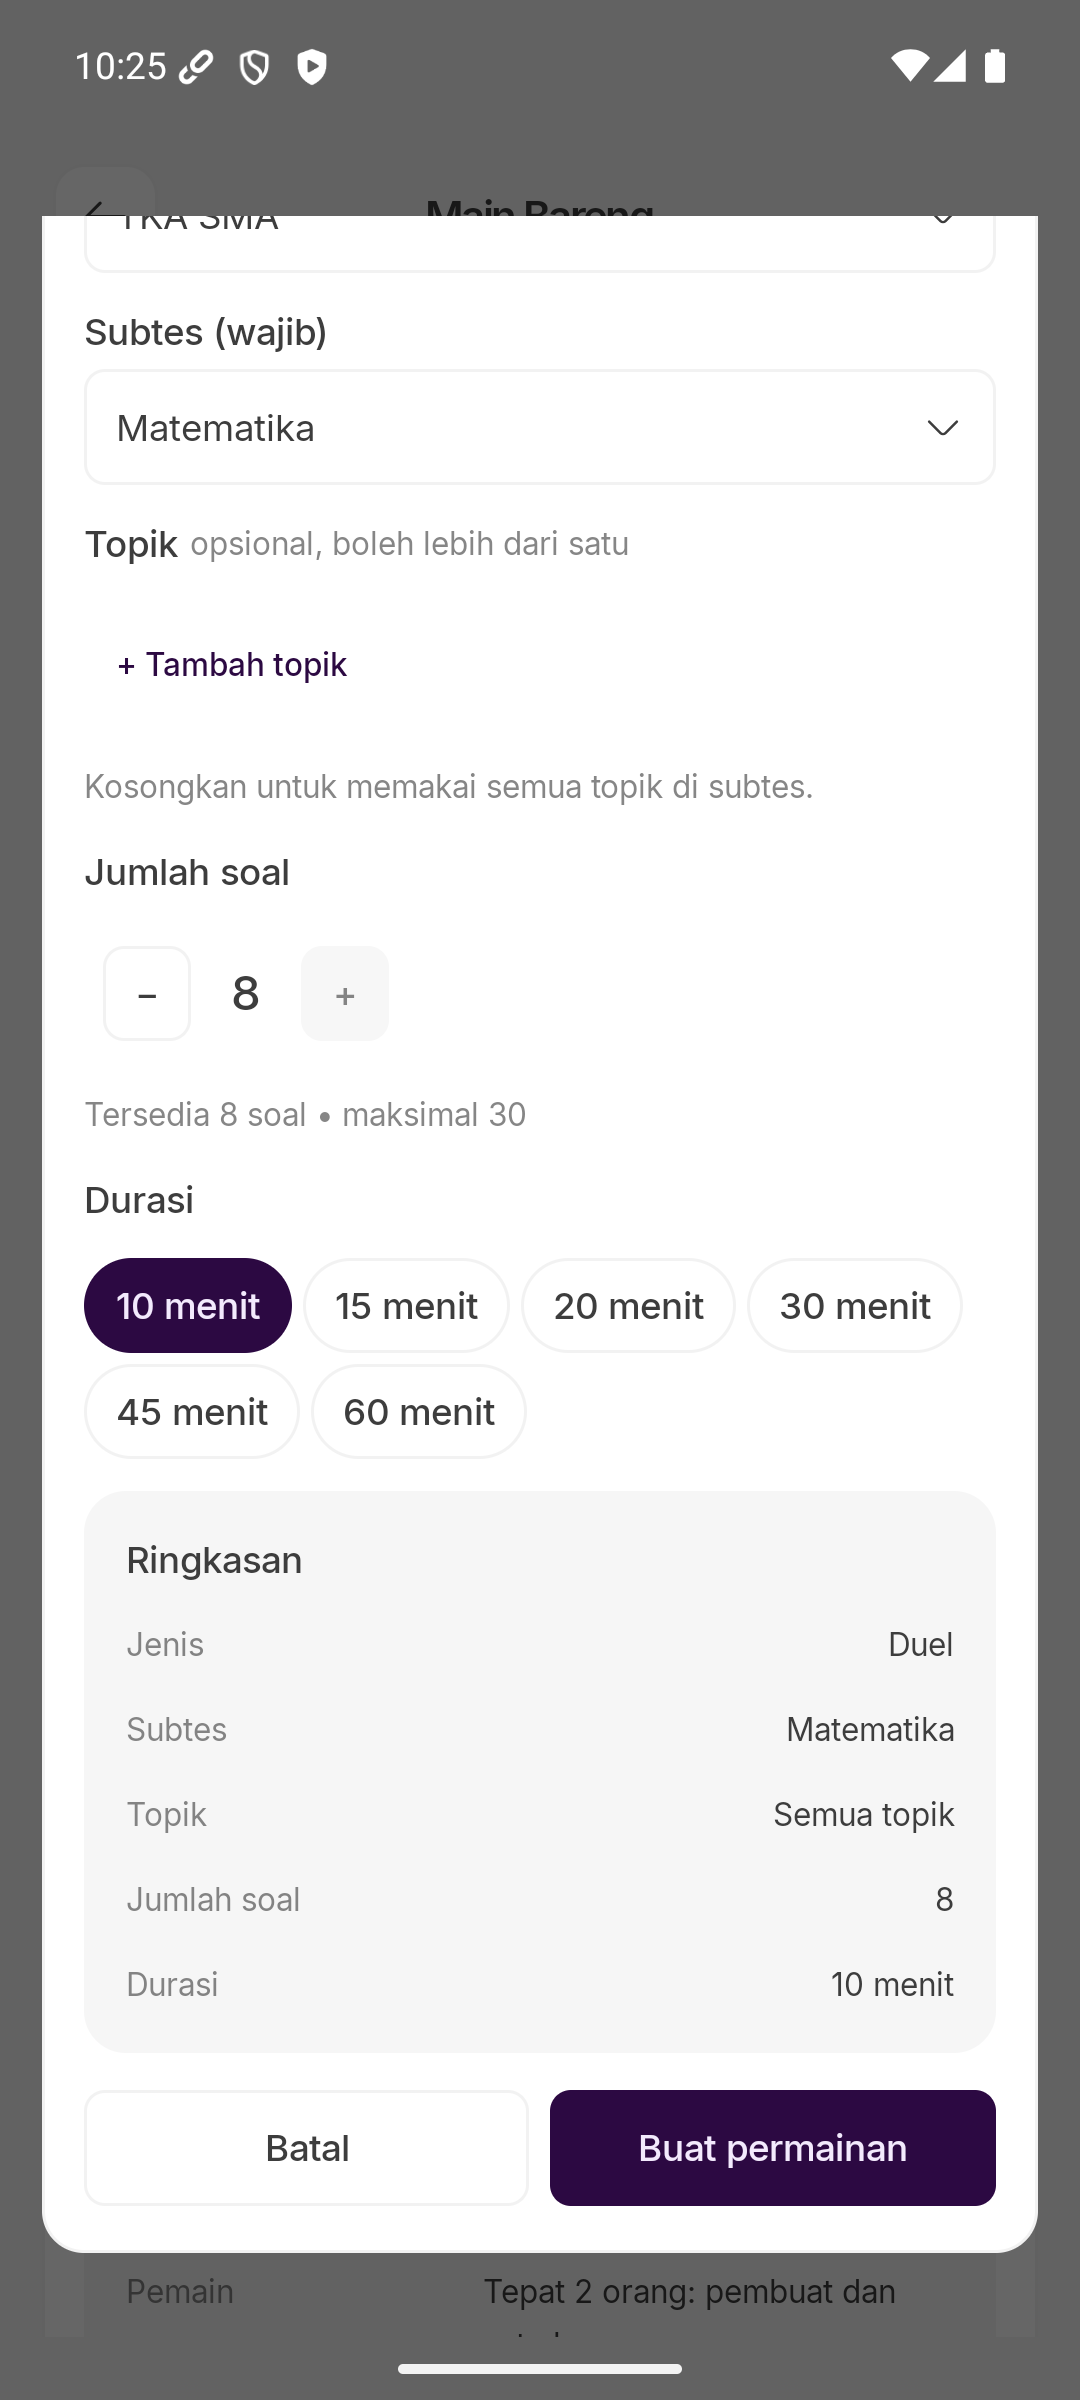 10:25
Main Bareng
TKA SMA
Subtes (wajib)
Matematika
Topik opsional, boleh lebih dari satu
+ Tambah topik
Kosongkan untuk memakai semua topik di subtes.
Jumlah soal
− 8 +
Tersedia 8 soal • maksimal 30
Durasi
10 menit 15 menit 20 menit 30 menit
45 menit 60 menit
Ringkasan
Jenis Duel
Subtes Matematika
Topik Semua topik
Jumlah soal 8
Durasi 10 menit
Batal Buat permainan
Pemain Tepat 2 orang: pembuat dan